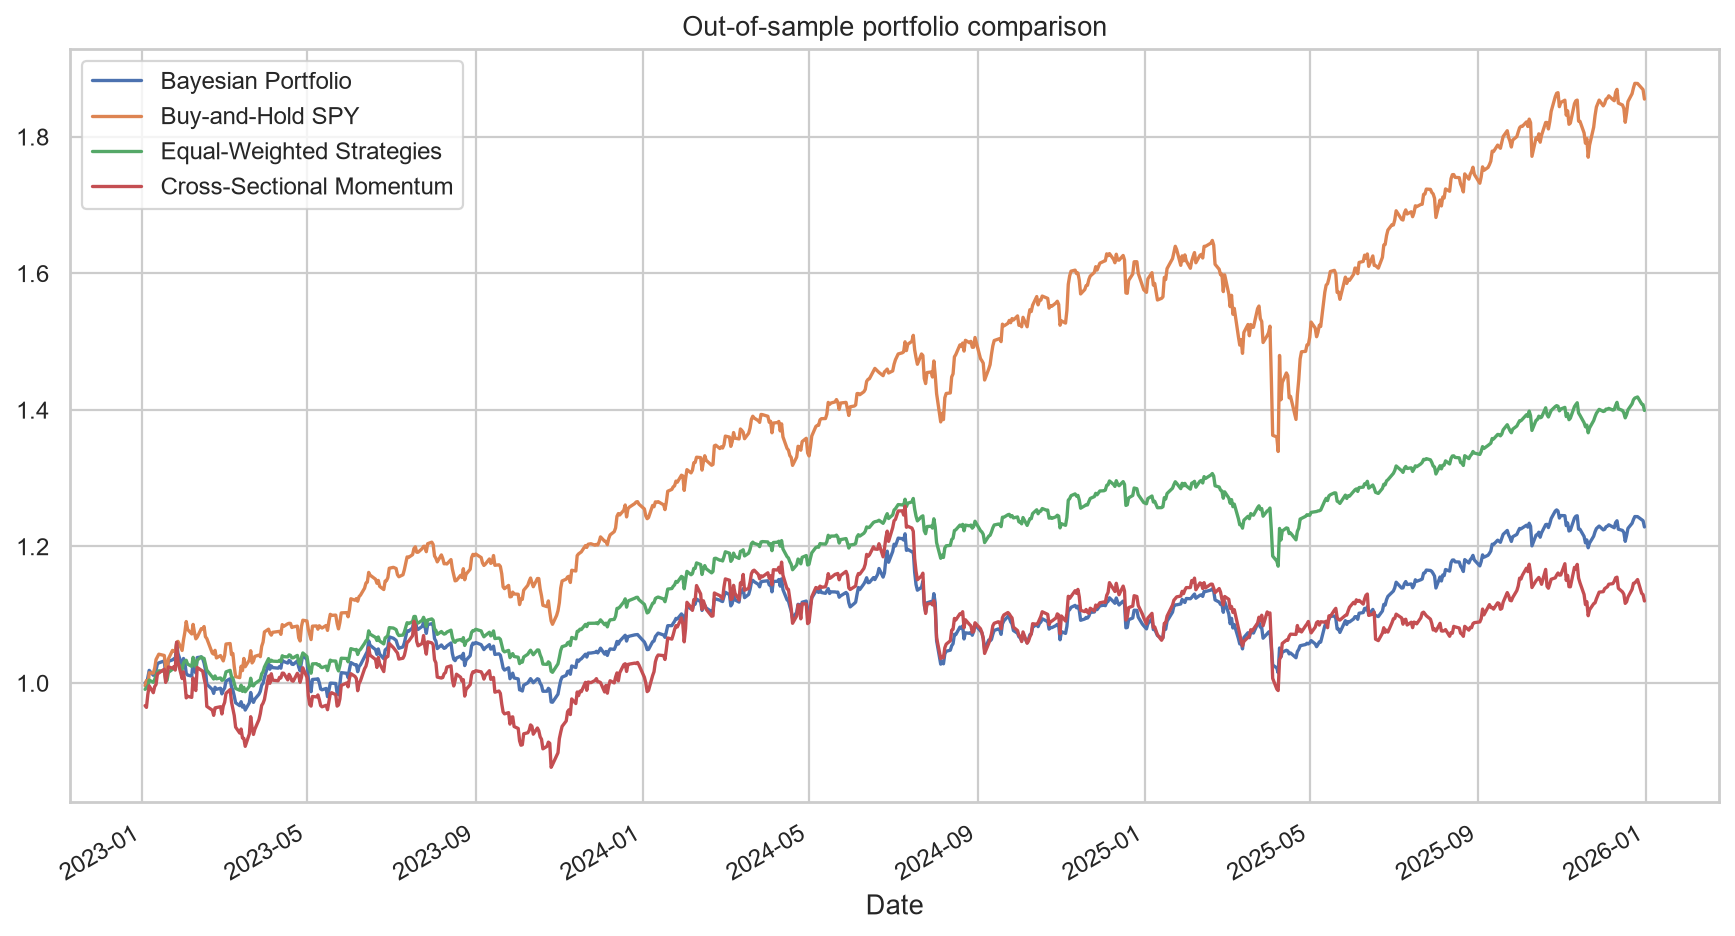 Out-of-sample portfolio comparison
Bayesian Portfolio
Buy-and-Hold SPY
Equal-Weighted Strategies
Cross-Sectional Momentum
1.8
1.6
1.4
1.2
1.0
2023-01
2023-05
2023-09
2024-01
2024-05
2024-09
2025-01
2025-05
2025-09
2026-01
Date